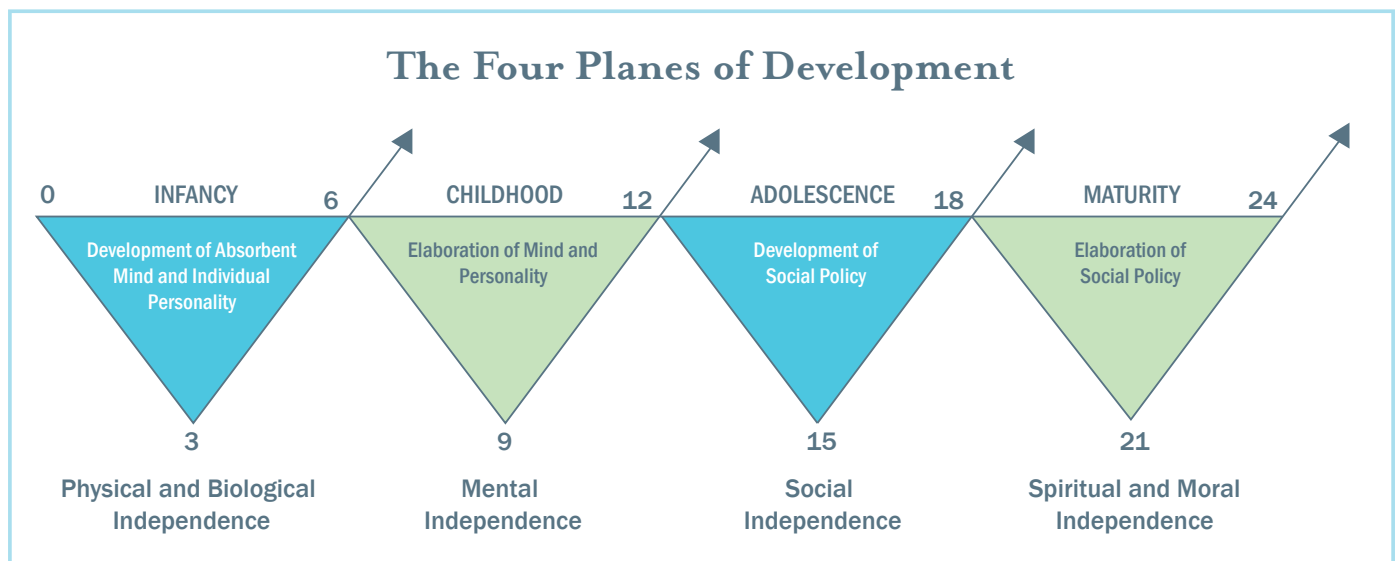 The Four Planes of Development
0 INFANCY 6 CHILDHOOD 12 ADOLESCENCE 18 MATURITY 24
Development of Absorbent
Mind and Individual
Personality
Elaboration of Mind and
Personality
Development of
Social Policy
Elaboration of
Social Policy
3 9 15 21
Physical and Biological
Independence
Mental
Independence
Social
Independence
Spiritual and Moral
Independence